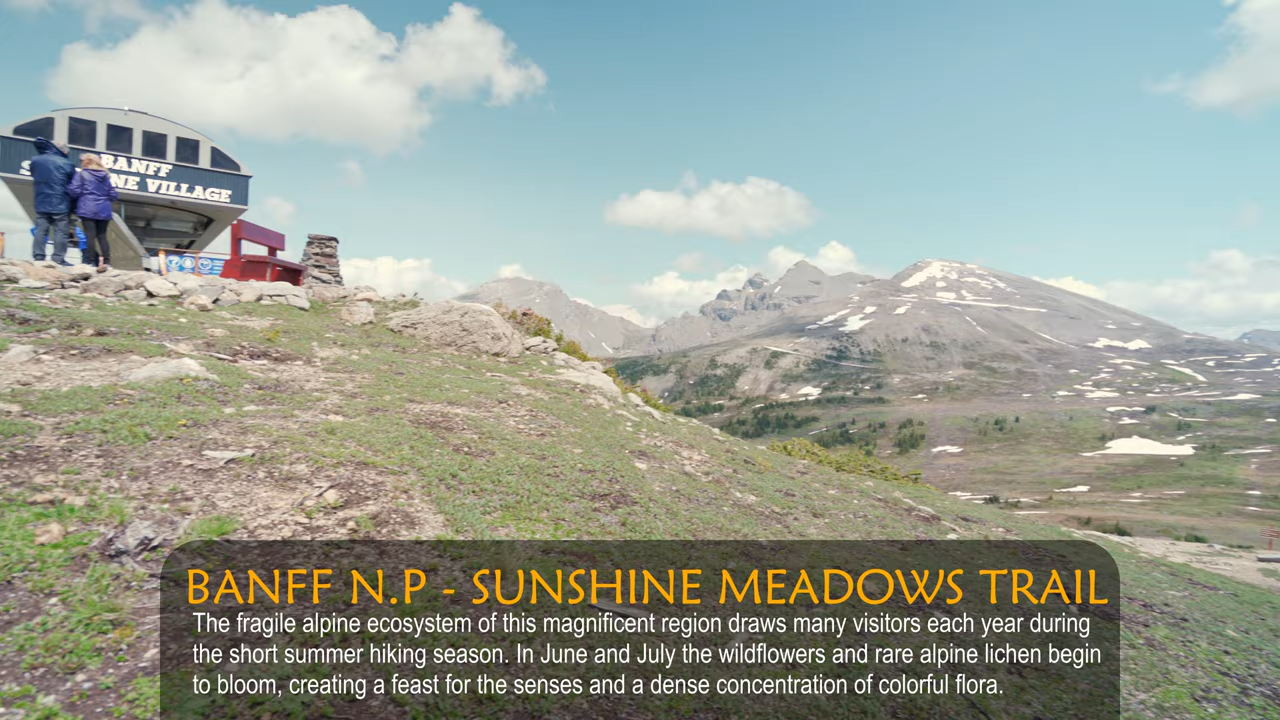 BANFF
NE VILLAGE
BANFF N.P - SUNSHINE MEADOWS TRAIL
The fragile alpine ecosystem of this magnificent region draws many visitors each year during
the short summer hiking season. In June and July the wildflowers and rare alpine lichen begin
to bloom, creating a feast for the senses and a dense concentration of colorful flora.